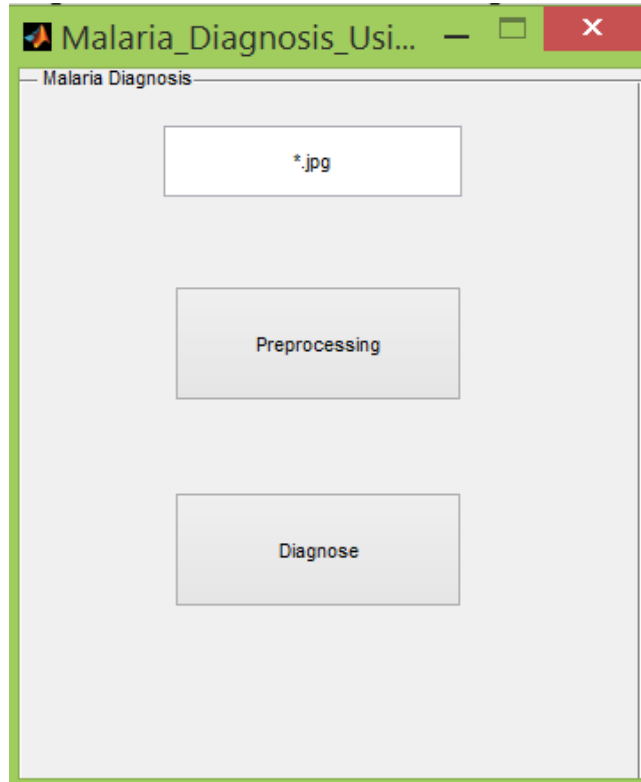 Malaria_Diagnosis_Usi...
Malaria Diagnosis
*.jpg
Preprocessing
Diagnose